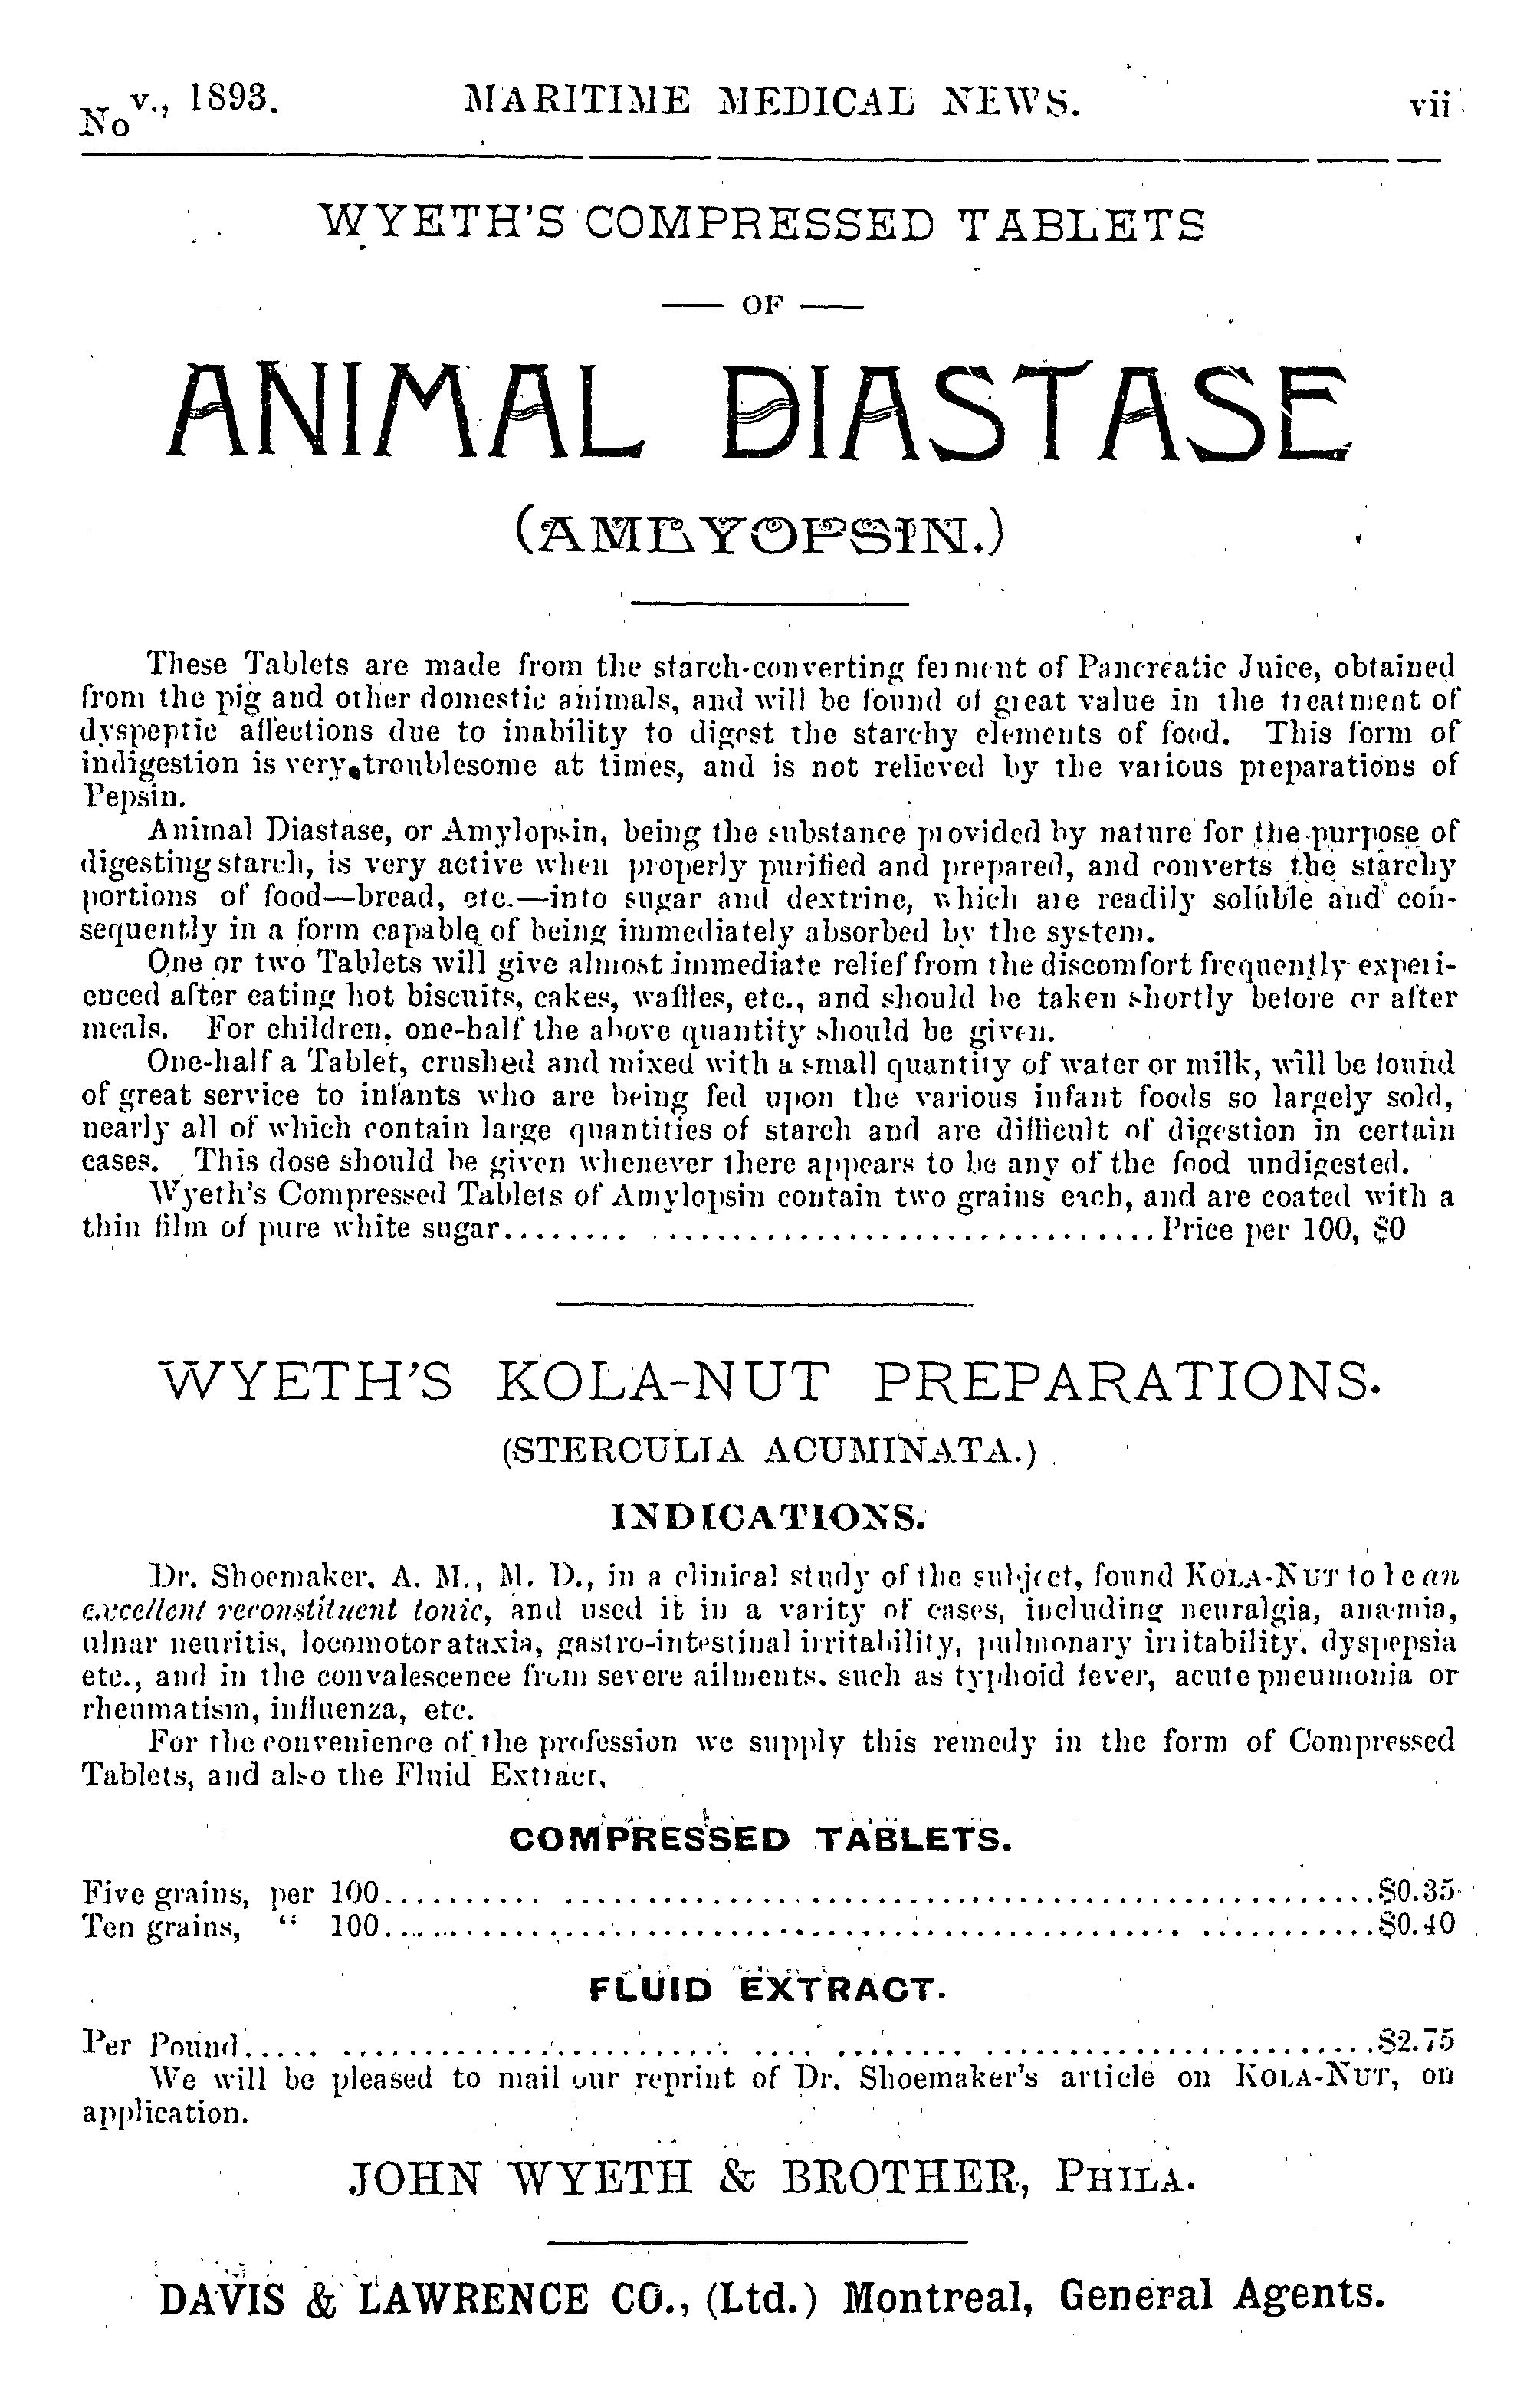 Nov., 1893. MARITIME MEDICAL NEWS. vii
WYETH'S COMPRESSED TABLETS
— OF —
ANIMAL DIASTASE
(AMLYOPSIN.)
These Tablets are made from the starch-converting ferment of Pancreatic Juice, obtained
from the pig and other domestic animals, and will be found of great value in the treatment of
dyspeptic affections due to inability to digest the starchy elements of food. This form of
indigestion is very troublesome at times, and is not relieved by the various preparations of
Pepsin.
Animal Diastase, or Amylopsin, being the substance provided by nature for the purpose of
digesting starch, is very active when properly purified and prepared, and converts the starchy
portions of food—bread, etc.—into sugar and dextrine, which are readily soluble and con-
sequently in a form capable of being immediately absorbed by the system.
One or two Tablets will give almost immediate relief from the discomfort frequently experi-
enced after eating hot biscuits, cakes, waffles, etc., and should be taken shortly before or after
meals. For children, one-half the above quantity should be given.
One-half a Tablet, crushed and mixed with a small quantity of water or milk, will be found
of great service to infants who are being fed upon the various infant foods so largely sold,
nearly all of which contain large quantities of starch and are difficult of digestion in certain
cases. This dose should be given whenever there appears to be any of the food undigested.
Wyeth's Compressed Tablets of Amylopsin contain two grains each, and are coated with a
thin film of pure white sugar........ ................................Price per 100, $0
WYETH'S KOLA-NUT PREPARATIONS.
(STERCULIA ACUMINATA.)
INDICATIONS.
Dr. Shoemaker, A. M., M. D., in a clinical study of the subject, found KOLA-NUT to be an
excellent reconstituent tonic, and used it in a varity of cases, including neuralgia, anæmia,
ulnar neuritis, locomotor ataxia, gastro-intestinal irritability, pulmonary irritability, dyspepsia
etc., and in the convalescence from severe ailments. such as typhoid fever, acute pneumonia or
rheumatism, influenza, etc.
For the convenience of the profession we supply this remedy in the form of Compressed
Tablets, and also the Fluid Extract.
COMPRESSED TABLETS.
Five grains, per 100.......... ..................................................$0.35
Ten grains, “ 100................................................ ...........$0.40
FLUID EXTRACT.
Per Pound..... ........................ .... ........ ........................$2.75
We will be pleased to mail our reprint of Dr. Shoemaker's article on KOLA-NUT, on
application.
JOHN WYETH & BROTHER, PHILA.
DAVIS & LAWRENCE CO., (Ltd.) Montreal, General Agents.